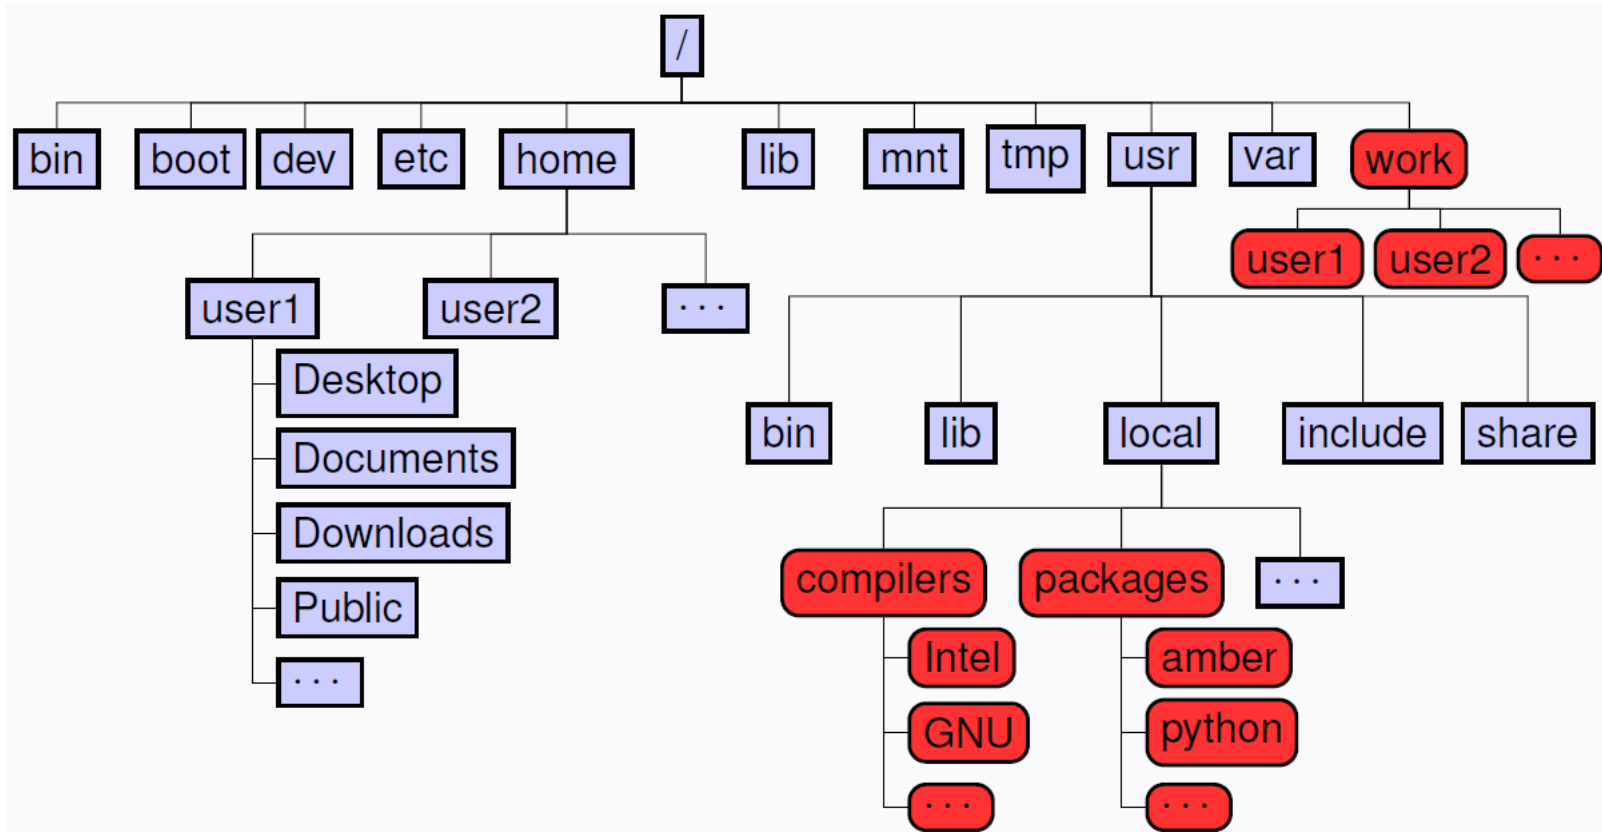 /
bin boot dev etc home lib mnt tmp usr var work
user1 user2 ...
user1 user2 ...
Desktop
Documents
Downloads
Public
...
bin lib local include share
compilers packages ...
Intel amber
GNU python
... ...